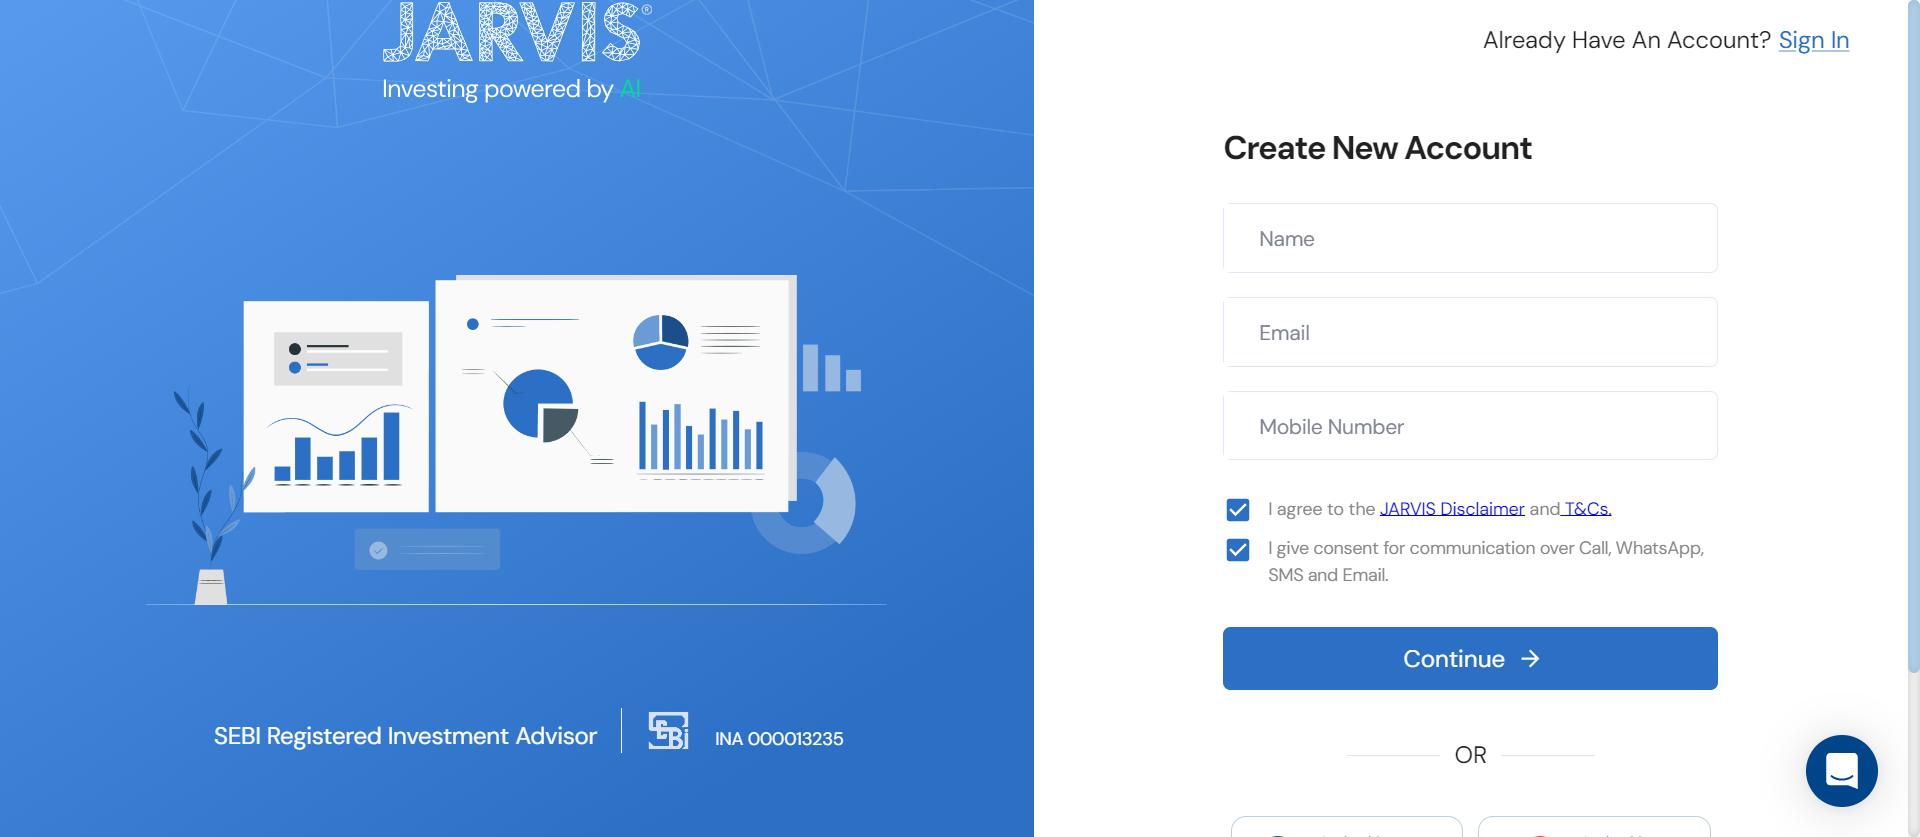 JARVIS®
Investing powered by AI
SEBI Registered Investment Advisor
SEBI
INA 000013235
Already Have An Account? Sign In
Create New Account
Name
Email
Mobile Number
I agree to the JARVIS Disclaimer and T&Cs.
I give consent for communication over Call, WhatsApp,
SMS and Email.
Continue →
OR